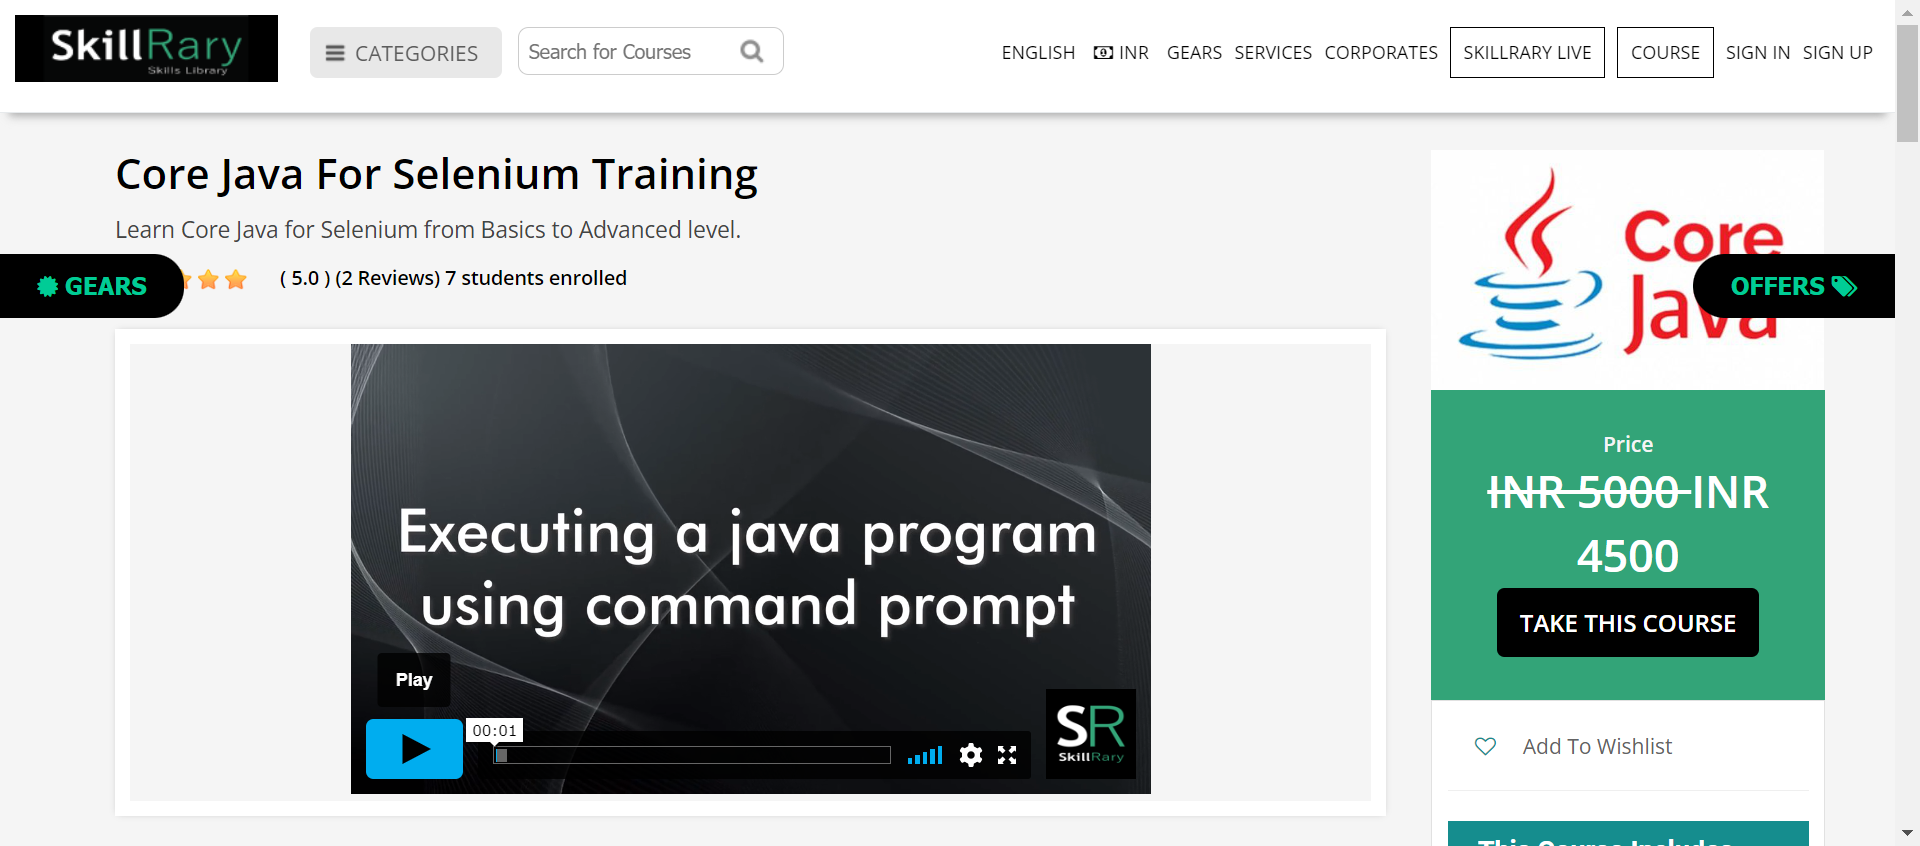 SkillRary
Skills Library
CATEGORIES
Search for Courses
ENGLISH INR GEARS SERVICES CORPORATES SKILLRARY LIVE COURSE SIGN IN SIGN UP
Core Java For Selenium Training
Learn Core Java for Selenium from Basics to Advanced level.
GEARS
( 5.0 ) (2 Reviews) 7 students enrolled
Executing a java program
using command prompt
Play
00:01
SR
SkillRary
Core
Java
OFFERS
Price
INR 5000 INR
4500
TAKE THIS COURSE
Add To Wishlist
This Course Includes